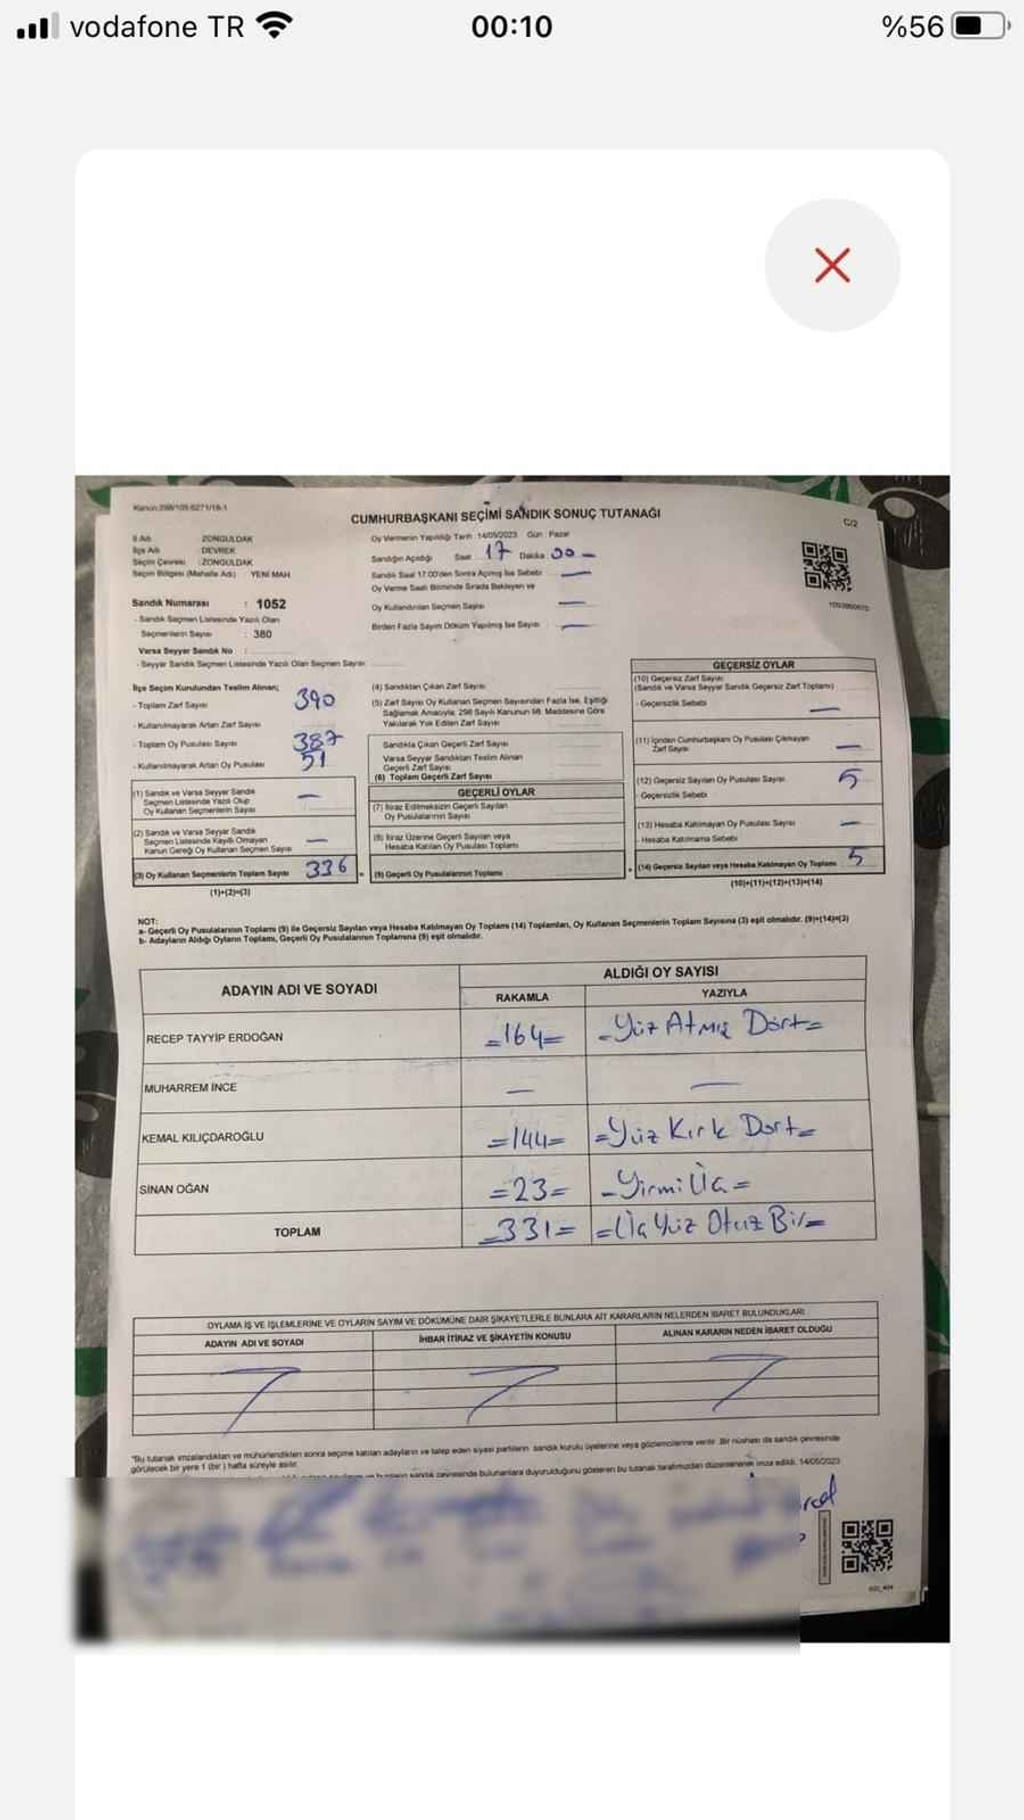 vodafone TR
00:10
%56
CUMHURBAŞKANI SEÇİMİ SANDIK SONUÇ TUTANAĞI
C/2
İl Adı ZONGULDAK
İlçe Adı DEVREK
Seçim Çevresi ZONGULDAK
Seçim Bölgesi (Mahalle Adı) YENİ MAH
Oy Vermenin Yapıldığı Tarih 14/05/2023 Gün Pazar
Sandığın Açıldığı Saat 17 Dakika 00
Sandık Saat 17.00'den Sonra Açılmış İse Sebebi
Oy Verme Saati Bitiminde Sırada Bekleyen ve
Oy Kullandırılan Seçmen Sayısı
Birden Fazla Sayım Döküm Yapılmış İse Sayısı
Sandık Numarası : 1052
- Sandık Seçmen Listesinde Yazılı Olan
Seçmenlerin Sayısı : 380
Varsa Seyyar Sandık No :
- Seyyar Sandık Seçmen Listesinde Yazılı Olan Seçmen Sayısı
İlçe Seçim Kurulundan Teslim Alınan;
- Toplam Zarf Sayısı 390
- Kullanılmayarak Artan Zarf Sayısı
- Toplam Oy Pusulası Sayısı 387
- Kullanılmayarak Artan Oy Pusulası 51
(1) Sandık ve Varsa Seyyar Sandık
Seçmen Listesinde Yazılı Olup
Oy Kullanan Seçmenlerin Sayısı —
(2) Sandık ve Varsa Seyyar Sandık
Seçmen Listesinde Kayıtlı Olmayan
Kanun Gereği Oy Kullanan Seçmen Sayısı —
(3) Oy Kullanan Seçmenlerin Toplam Sayısı 336
(1)+(2)=(3)
(4) Sandıktan Çıkan Zarf Sayısı
(5) Zarf Sayısı Oy Kullanan Seçmen Sayısından Fazla İse, Eşitliği
Sağlamak Amacıyla; 298 Sayılı Kanunun 98. Maddesine Göre
Yakılarak Yok Edilen Zarf Sayısı
Sandıkta Çıkan Geçerli Zarf Sayısı
Varsa Seyyar Sandıktan Teslim Alınan
Geçerli Zarf Sayısı
(6) Toplam Geçerli Zarf Sayısı
GEÇERLİ OYLAR
(7) İtiraz Edilmeksizin Geçerli Sayılan
Oy Pusulalarının Sayısı
(8) İtiraz Üzerine Geçerli Sayılan veya
Hesaba Katılan Oy Pusulası Toplamı
(9) Geçerli Oy Pusulalarının Toplamı
GEÇERSİZ OYLAR
(10) Geçersiz Zarf Sayısı
(Sandık ve Varsa Seyyar Sandık Geçersiz Zarf Toplamı)
- Geçersizlik Sebebi —
(11) İçinden Cumhurbaşkanı Oy Pusulası Çıkmayan
Zarf Sayısı —
(12) Geçersiz Sayılan Oy Pusulası Sayısı 5
- Geçersizlik Sebebi
(13) Hesaba Katılmayan Oy Pusulası Sayısı —
- Hesaba Katılmama Sebebi
(14) Geçersiz Sayılan veya Hesaba Katılmayan Oy Toplamı 5
(10)+(11)+(12)+(13)=(14)
NOT:
a- Geçerli Oy Pusulalarının Toplamı (9) ile Geçersiz Sayılan veya Hesaba Katılmayan Oy Toplamı (14) Toplamları, Oy Kullanan Seçmenlerin Toplam Sayısına (3) eşit olmalıdır. (9)+(14)=(3)
b- Adayların Aldığı Oyların Toplamı, Geçerli Oy Pusulalarının Toplamına (9) eşit olmalıdır.
ADAYIN ADI VE SOYADI
ALDIĞI OY SAYISI
RAKAMLA YAZIYLA
RECEP TAYYİP ERDOĞAN =164= =Yüz Atmış Dört=
MUHARREM İNCE — —
KEMAL KILIÇDAROĞLU =144= =Yüz Kırk Dört=
SİNAN OĞAN =23= =Yirmi Üç=
TOPLAM =331= =Üç Yüz Otuz Bir=
OYLAMA İŞ VE İŞLEMLERİNE VE OYLARIN SAYIM VE DÖKÜMÜNE DAİR ŞİKAYETLERLE BUNLARA AİT KARARLARIN NELERDEN İBARET BULUNDUKLARI
ADAYIN ADI VE SOYADI İHBAR İTİRAZ VE ŞİKAYETİN KONUSU ALINAN KARARIN NEDEN İBARET OLDUĞU
"Bu tutanak imzalandıktan ve mühürlendikten sonra seçime katılan adayların ve talep eden siyasi partilerin sandık kurulu üyelerine veya gözlemcilerine verilir. Bir nüshası da sandık çevresinde
görülecek bir yere 1 (bir) hafta süreyle asılır.
sandık çevresinde bulunanlara duyurulduğunu gösteren bu tutanak tarafımızdan düzenlenerek imza edildi. 14/05/2023